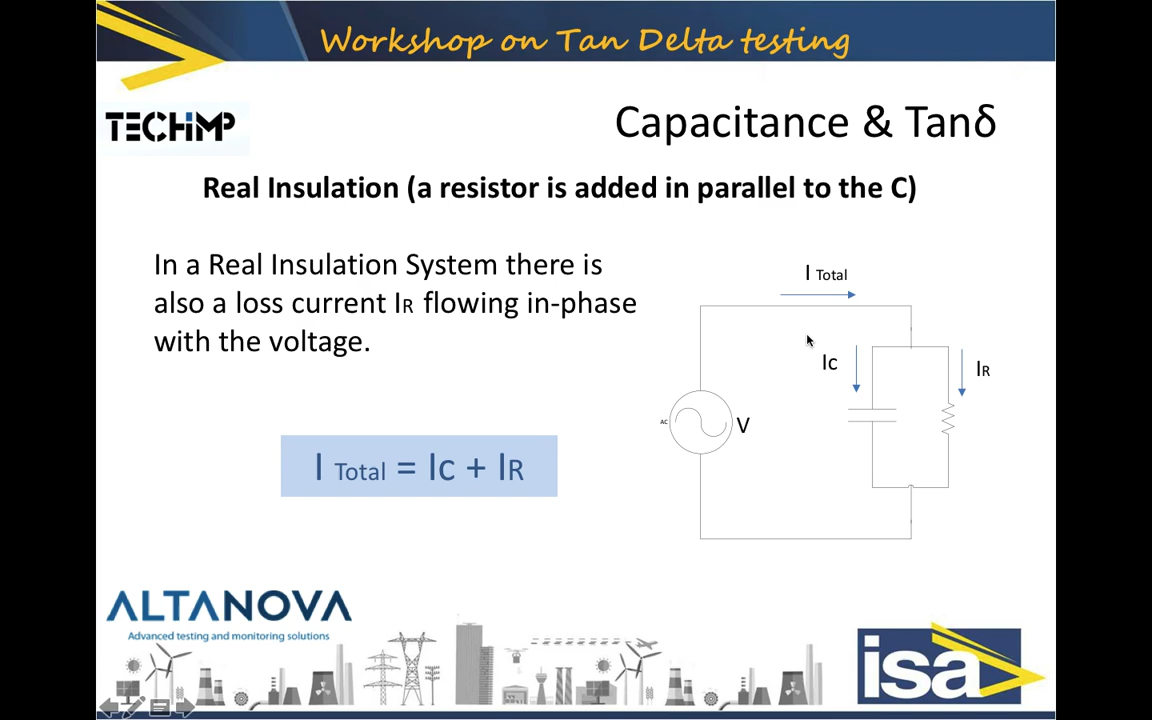 Workshop on Tan Delta testing
TECHIMP
Capacitance & Tanδ
Real Insulation (a resistor is added in parallel to the C)
In a Real Insulation System there is
also a loss current IR flowing in-phase
with the voltage.
I Total
Ic
IR
AC
V
I Total = Ic + IR
ALTANOVA
Advanced testing and monitoring solutions
isa